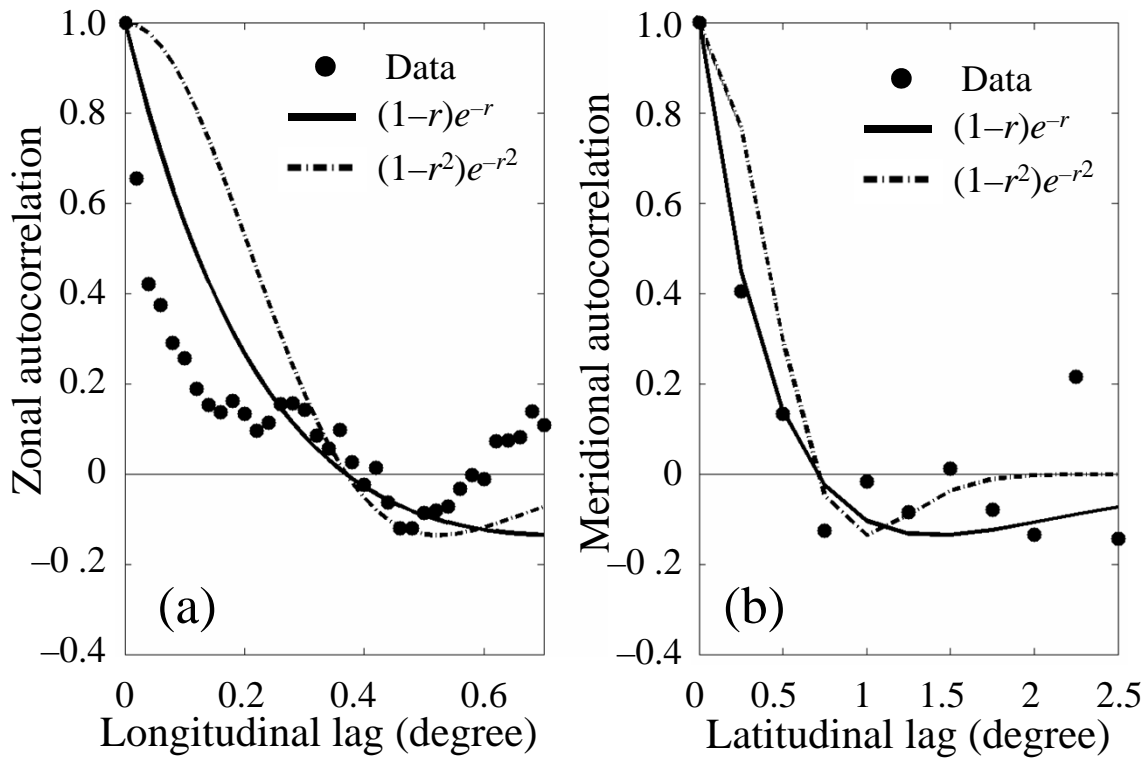 1.0
0.8
0.6
0.4
0.2
0
–0 .2
–0.4
0
0.2
0.4
0.6
Zonal autocorrelation
Longitudinal lag (degree)
Data
(1–r)e^–r
(1–r²)e^–r²
(a)
1.0
0.8
0.6
0.4
0.2
0
–0 .2
–0.4
0
0.5
1
1.5
2
2.5
Meridional autocorrelation
Latitudinal lag (degree)
Data
(1–r)e^–r
(1–r²)e^–r²
(b)